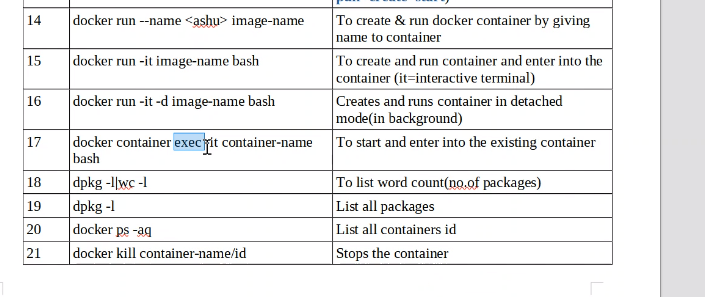 14 docker run --name <ashu> image-name To create & run docker container by giving
name to container
15 docker run -it image-name bash To create and run container and enter into the
container (it=interactive terminal)
16 docker run -it -d image-name bash Creates and runs container in detached
mode(in background)
17 docker container exec -it container-name To start and enter into the existing container
bash
18 dpkg -l|wc -l To list word count(no.of packages)
19 dpkg -l List all packages
20 docker ps -aq List all containers id
21 docker kill container-name/id Stops the container